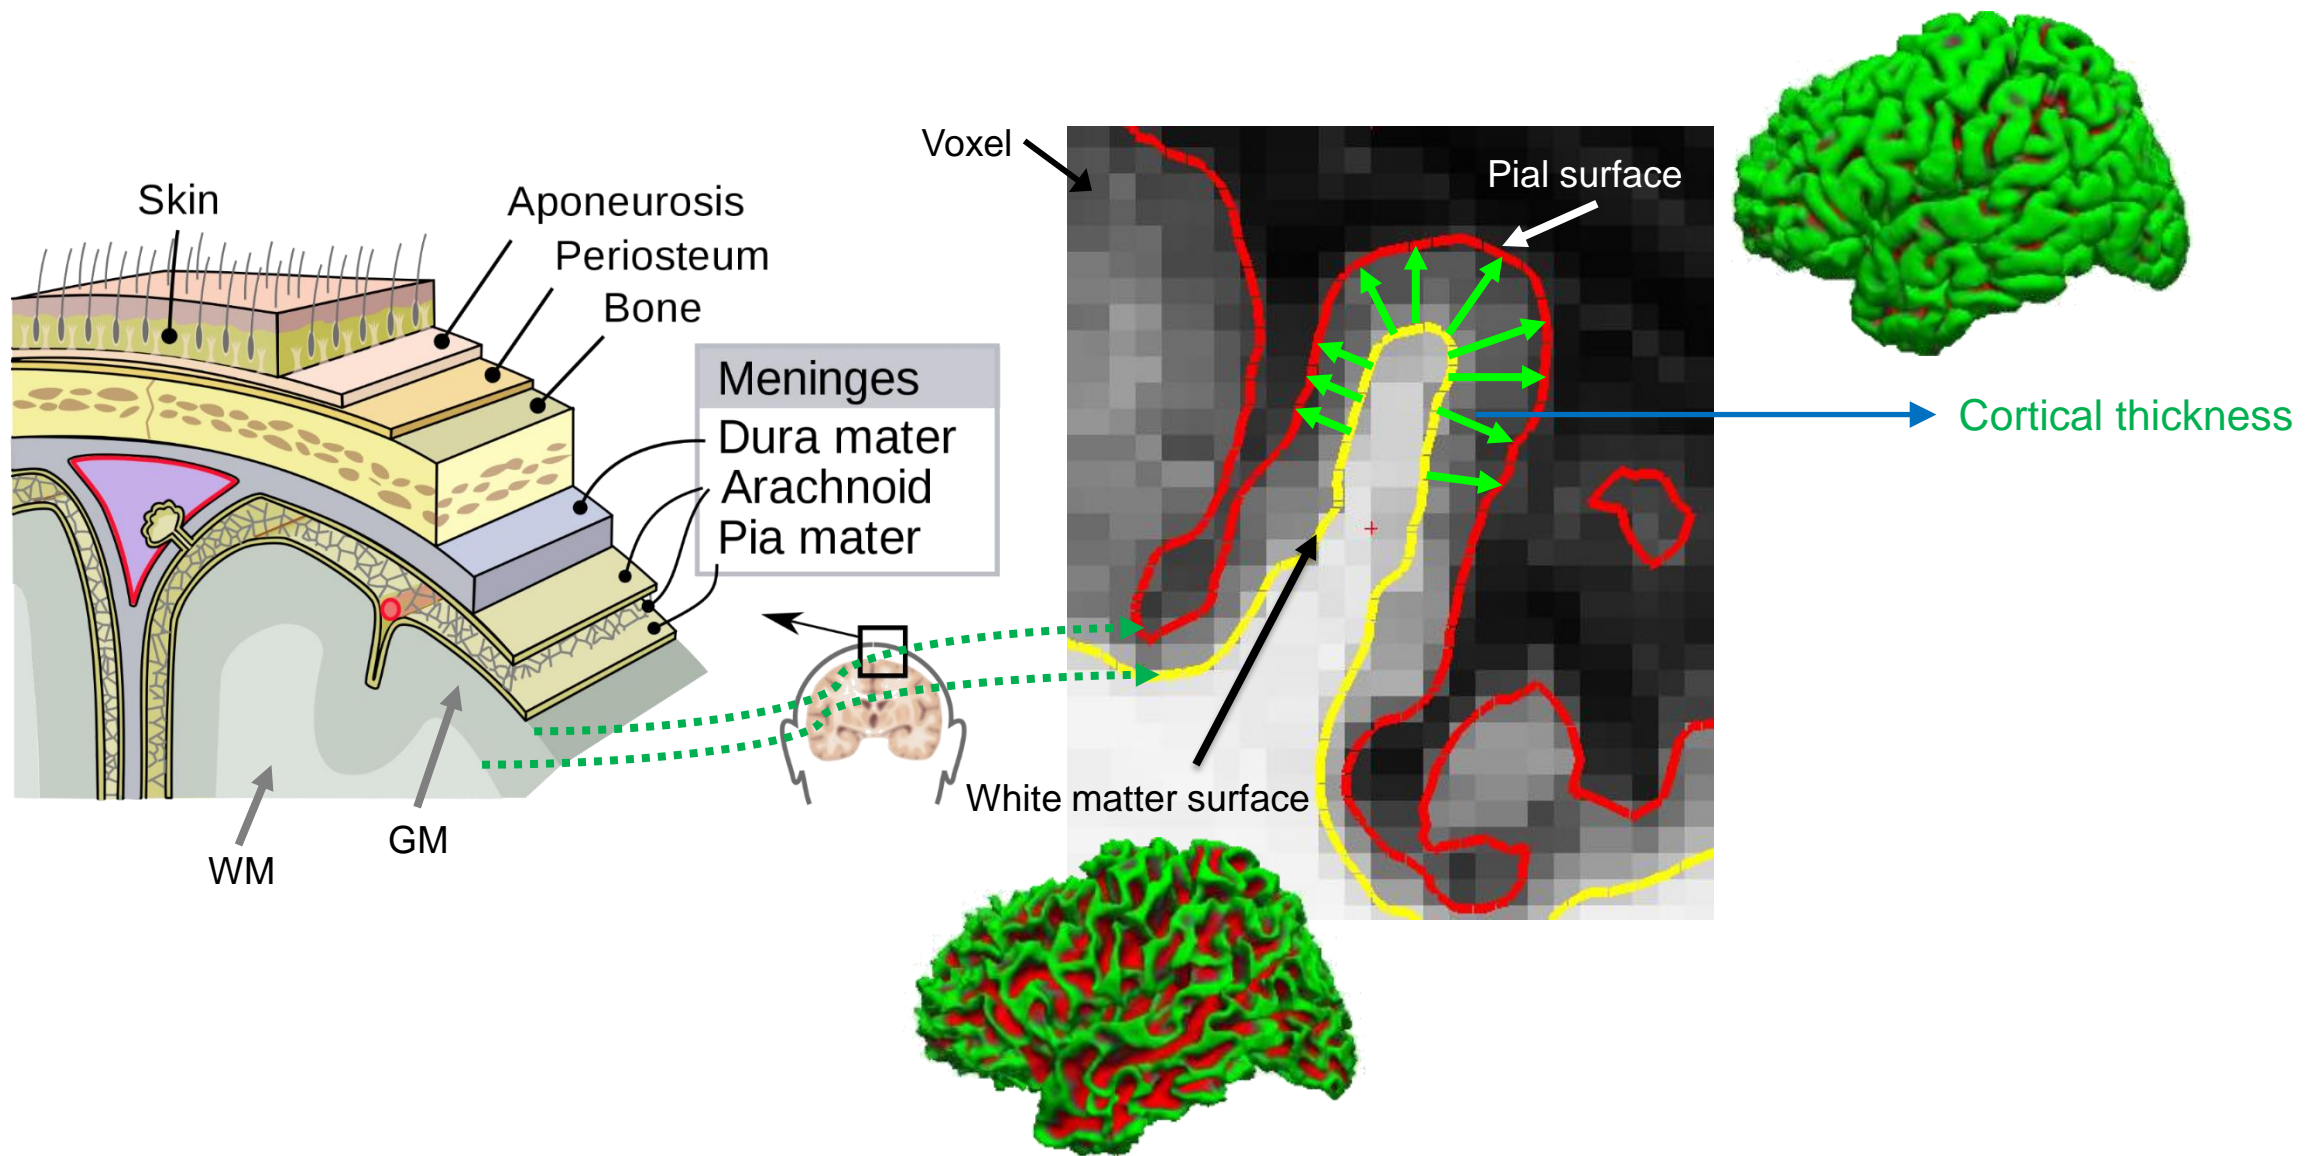 Skin
Aponeurosis
Periosteum
Bone
Meninges
Dura mater
Arachnoid
Pia mater
WM
GM
Voxel
Pial surface
Cortical thickness
White matter surface